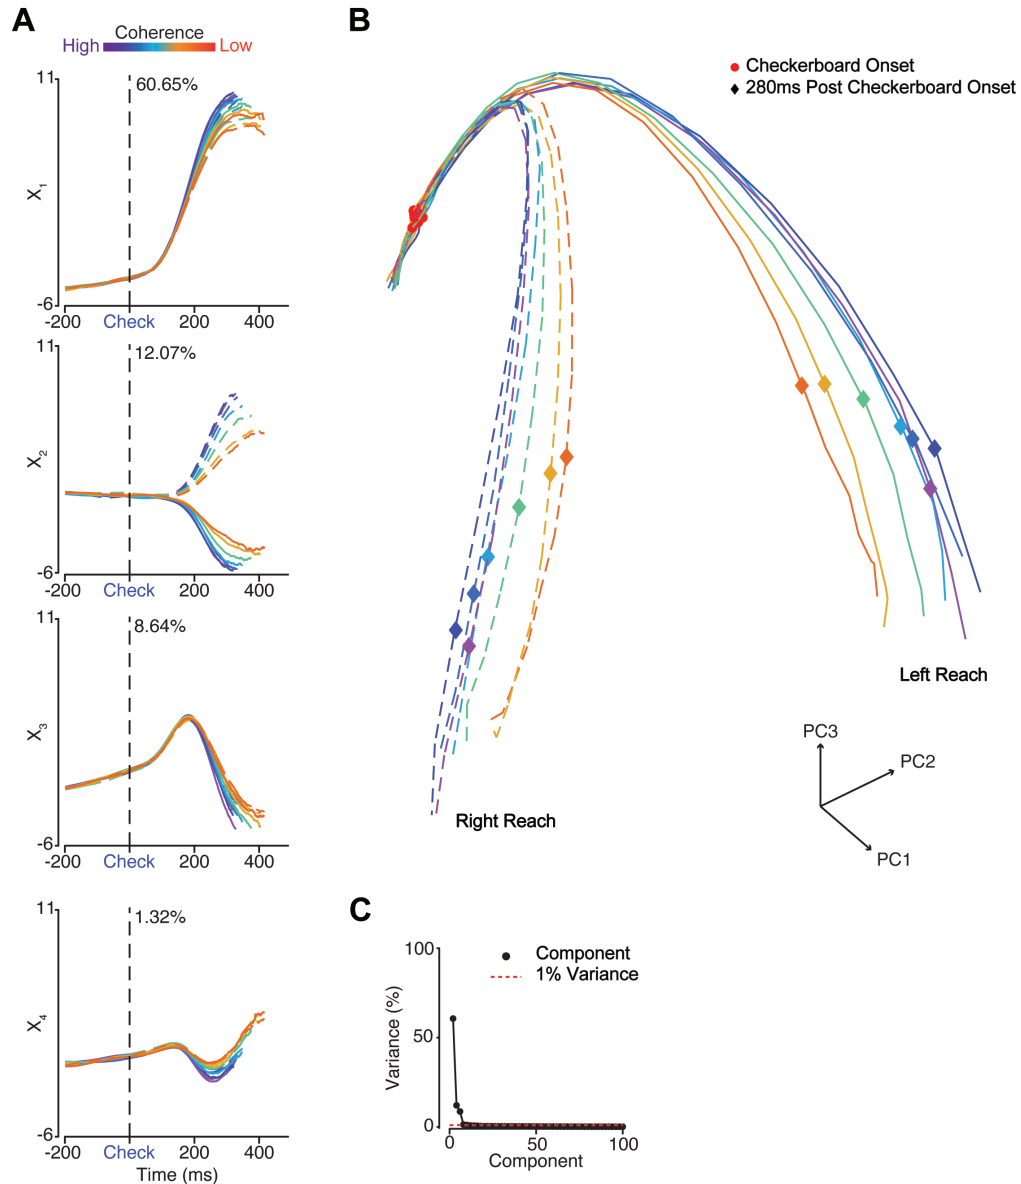 A
Coherence
High Low
11
60.65%
X1
-6
-200 Check 200 400
11
12.07%
X2
-6
-200 Check 200 400
11
8.64%
X3
-6
-200 Check 200 400
11
1.32%
X4
-6
-200 Check 200 400
Time (ms)
B
Checkerboard Onset
280ms Post Checkerboard Onset
Left Reach
Right Reach
PC3
PC2
PC1
C
100
Component
1% Variance
Variance (%)
50
0
0 50 100
Component